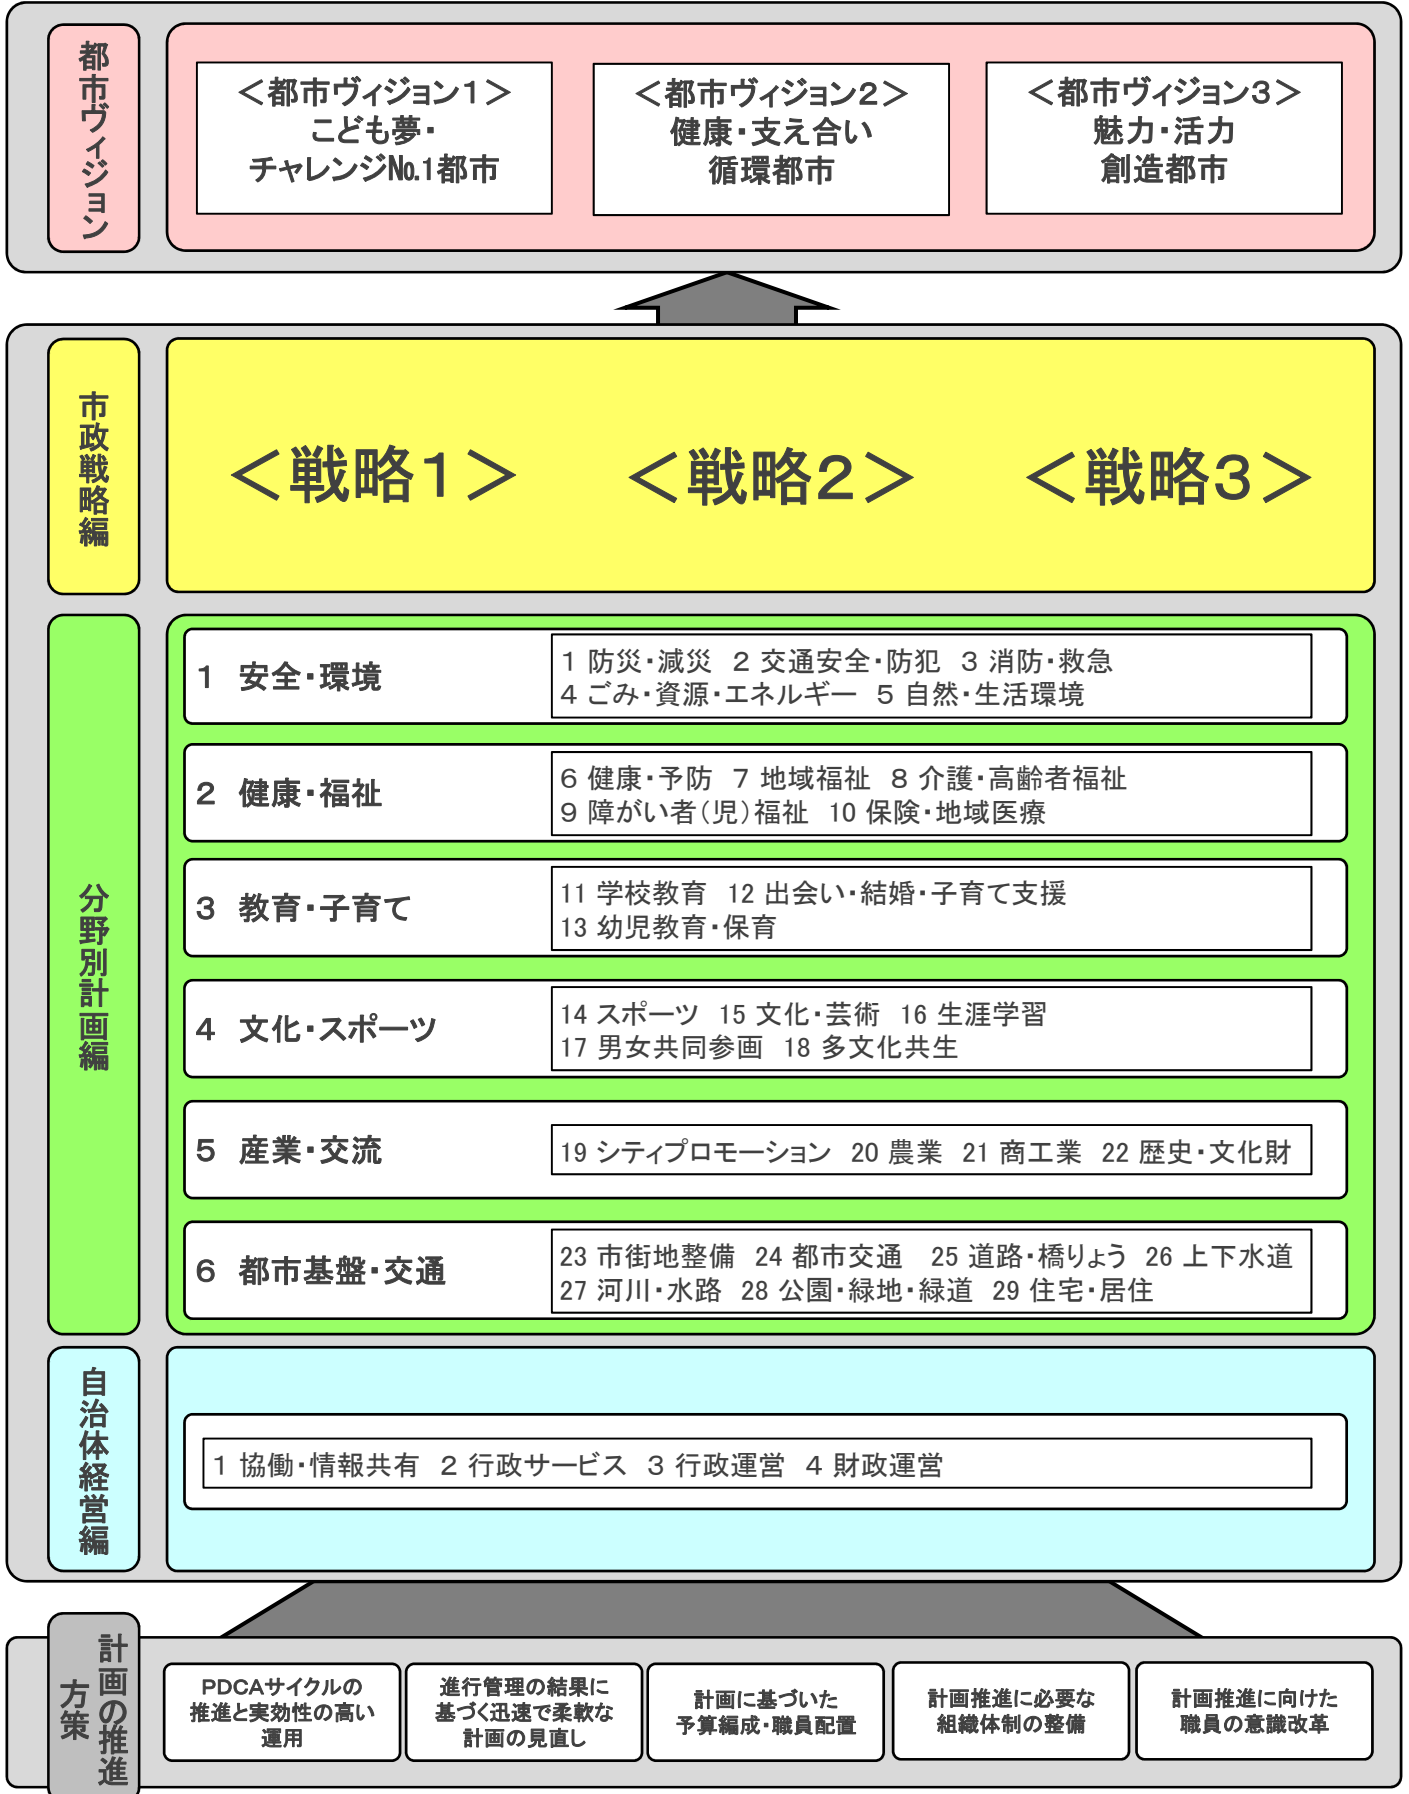 都市ヴィジョン
＜都市ヴィジョン1＞
こども夢・
チャレンジ№1都市
＜都市ヴィジョン2＞
健康・支え合い
循環都市
＜都市ヴィジョン3＞
魅力・活力
創造都市
市政戦略編
＜戦略1＞
＜戦略2＞
＜戦略3＞
分野別計画編
1 安全・環境
1 防災・減災 2 交通安全・防犯 3 消防・救急
4 ごみ・資源・エネルギー 5 自然・生活環境
2 健康・福祉
6 健康・予防 7 地域福祉 8 介護・高齢者福祉
9 障がい者(児)福祉 10 保険・地域医療
3 教育・子育て
11 学校教育 12 出会い・結婚・子育て支援
13 幼児教育・保育
4 文化・スポーツ
14 スポーツ 15 文化・芸術 16 生涯学習
17 男女共同参画 18 多文化共生
5 産業・交流
19 シティプロモーション 20 農業 21 商工業 22 歴史・文化財
6 都市基盤・交通
23 市街地整備 24 都市交通 25 道路・橋りょう 26 上下水道
27 河川・水路 28 公園・緑地・緑道 29 住宅・居住
自治体経営編
1 協働・情報共有 2 行政サービス 3 行政運営 4 財政運営
計画の推進
方策
PDCAサイクルの
推進と実効性の高い
運用
進行管理の結果に
基づく迅速で柔軟な
計画の見直し
計画に基づいた
予算編成・職員配置
計画推進に必要な
組織体制の整備
計画推進に向けた
職員の意識改革